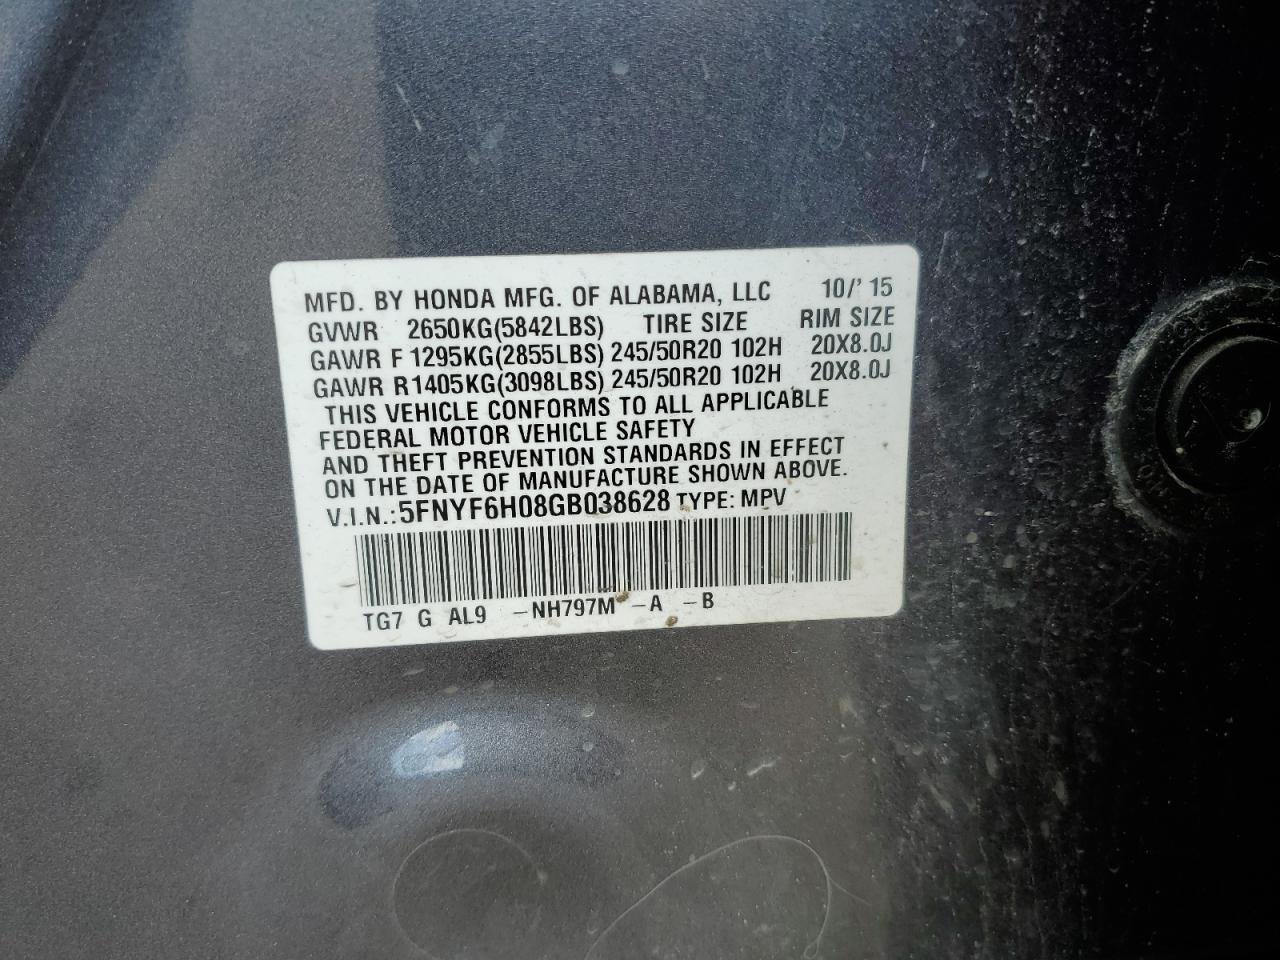 MFD. BY HONDA MFG. OF ALABAMA, LLC 10/' 15
GVWR 2650KG(5842LBS) TIRE SIZE RIM SIZE
GAWR F 1295KG(2855LBS) 245/50R20 102H 20X8.0J
GAWR R1405KG(3098LBS) 245/50R20 102H 20X8.0J
THIS VEHICLE CONFORMS TO ALL APPLICABLE
FEDERAL MOTOR VEHICLE SAFETY
AND THEFT PREVENTION STANDARDS IN EFFECT
ON THE DATE OF MANUFACTURE SHOWN ABOVE.
V.I.N.: 5FNYF6H08GB038628 TYPE: MPV
TG7 G AL9 -NH797M -A -B